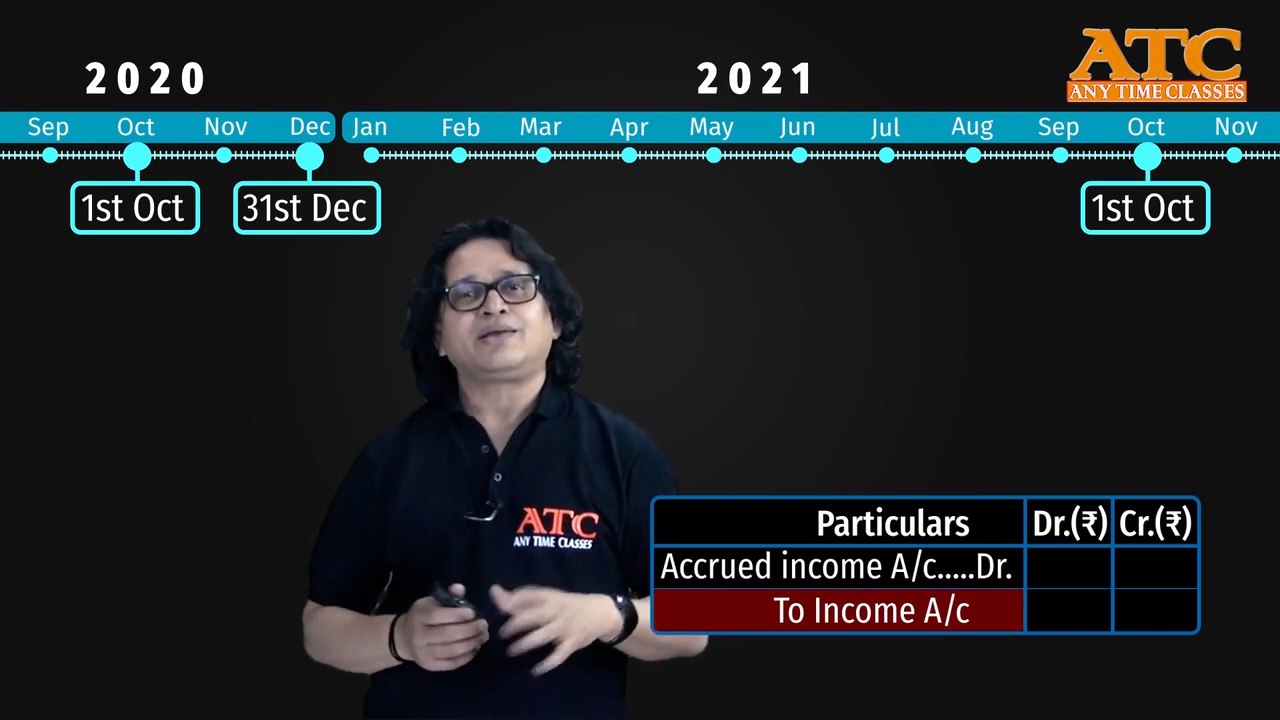 2020
2021
ATC
ANY TIME CLASSES
Sep Oct Nov Dec Jan Feb Mar Apr May Jun Jul Aug Sep Oct Nov
1st Oct 31st Dec 1st Oct
ATC
ANY TIME CLASSES
Particulars Dr.(₹) Cr.(₹)
Accrued income A/c.....Dr.
To Income A/c